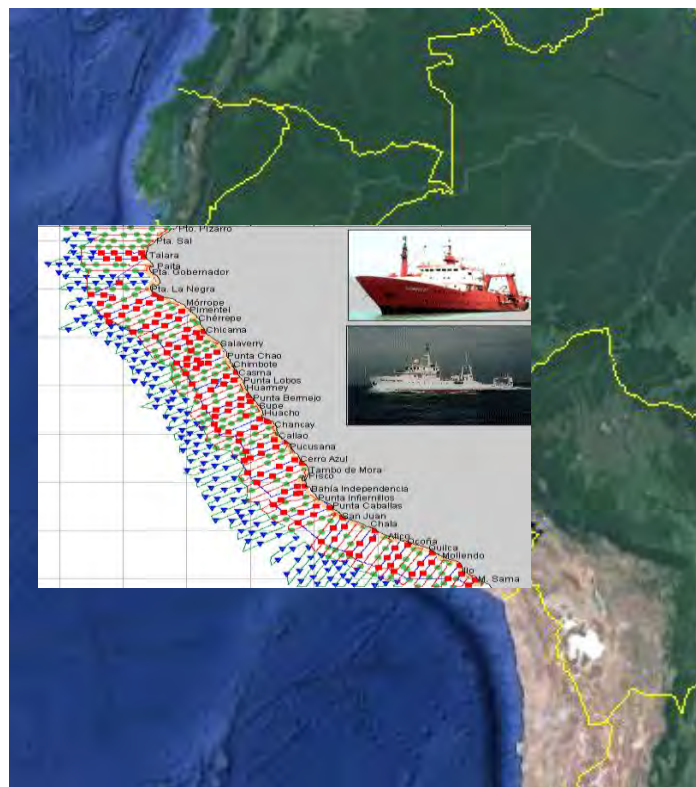 Pto. Pizarro
Pta. Sal
Talara
Paita
Pta. Gobernador
Pta. La Negra
Mórrope
Pimentel
Chérrepe
Chicama
Salaverry
Punta Chao
Chimbote
Casma
Punta Lobos
Huarmey
Punta Bermejo
Supe
Huacho
Chancay
Callao
Pucusana
Cerro Azul
Tambo de Mora
Pisco
Bahía Independencia
Punta Infiernillos
Punta Caballas
San Juan
Chala
Atico
Ocoña
Quilca
Mollendo
Ilo
M. Sama